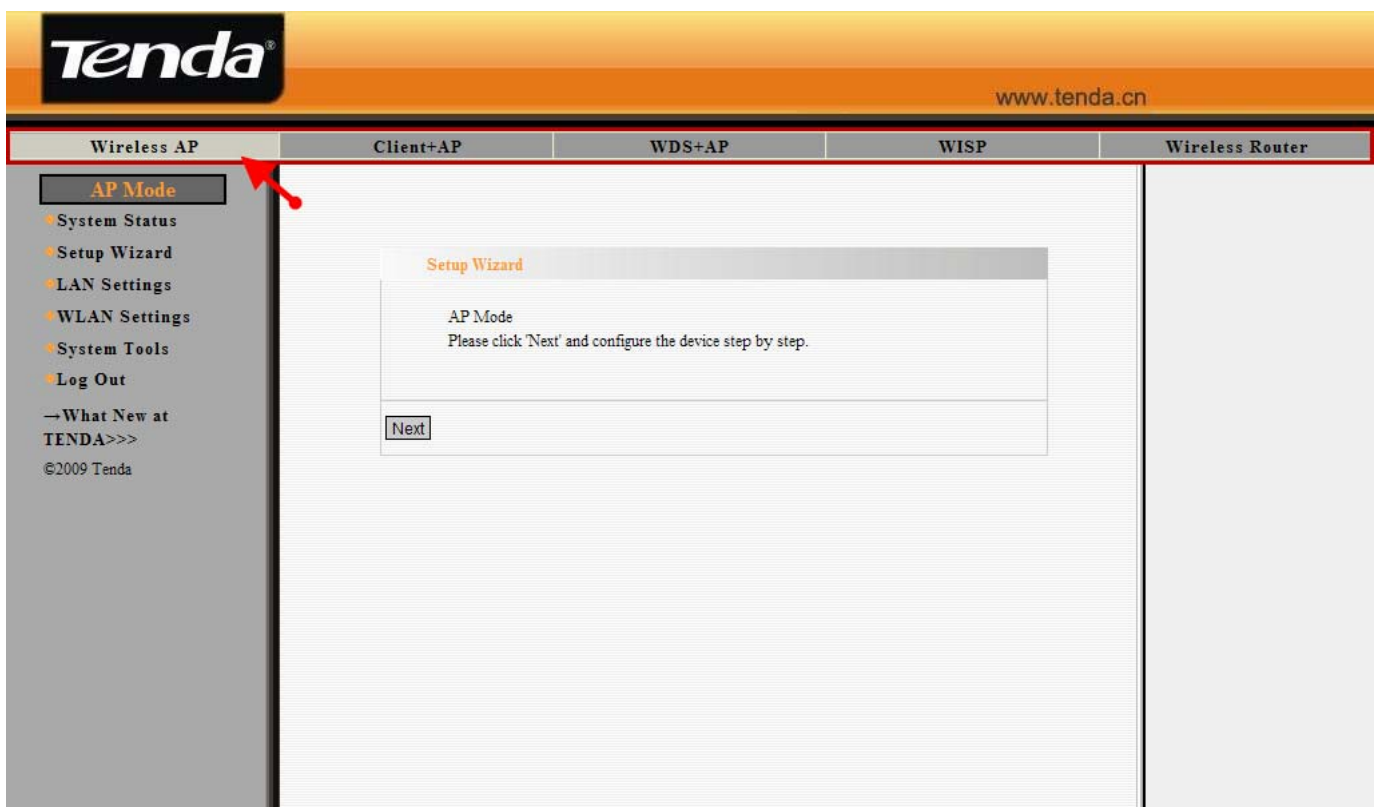 Tenda®
www.tenda.cn
Wireless AP Client+AP WDS+AP WISP Wireless Router
AP Mode
System Status
Setup Wizard
LAN Settings
WLAN Settings
System Tools
Log Out
→What New at
TENDA>>>
©2009 Tenda
Setup Wizard
AP Mode
Please click 'Next' and configure the device step by step.
Next